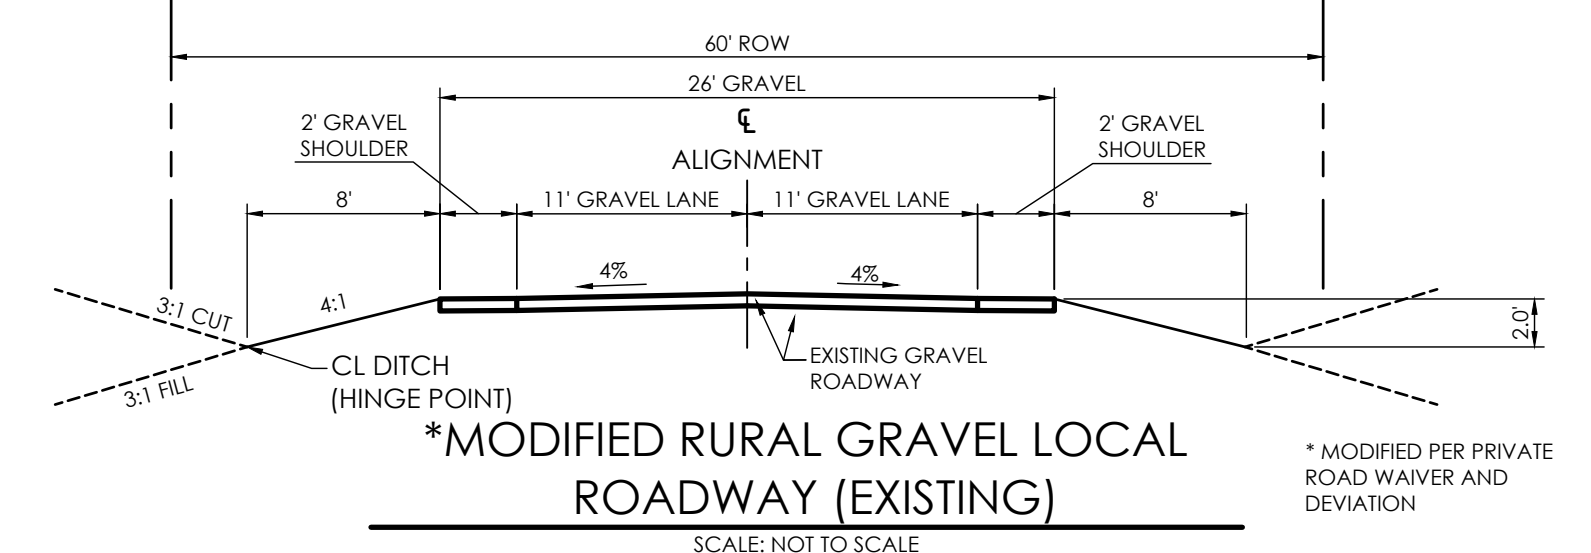 60' ROW
26' GRAVEL
℄
ALIGNMENT
2' GRAVEL
SHOULDER
2' GRAVEL
SHOULDER
8'
11' GRAVEL LANE
11' GRAVEL LANE
8'
4%
4%
3:1 CUT
4:1
2.0'
3:1 FILL
CL DITCH
(HINGE POINT)
EXISTING GRAVEL
ROADWAY
*MODIFIED RURAL GRAVEL LOCAL
ROADWAY (EXISTING)
SCALE: NOT TO SCALE
* MODIFIED PER PRIVATE
ROAD WAIVER AND
DEVIATION